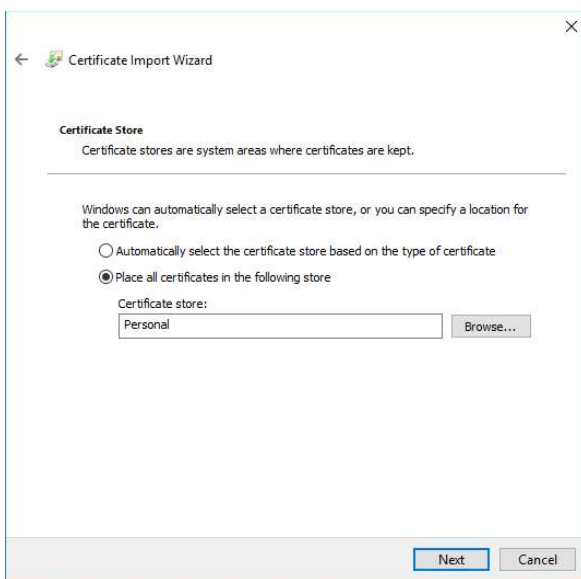 Certificate Import Wizard
Certificate Store
Certificate stores are system areas where certificates are kept.
Windows can automatically select a certificate store, or you can specify a location for
the certificate.
Automatically select the certificate store based on the type of certificate
Place all certificates in the following store
Certificate store:
Personal
Browse...
Next
Cancel